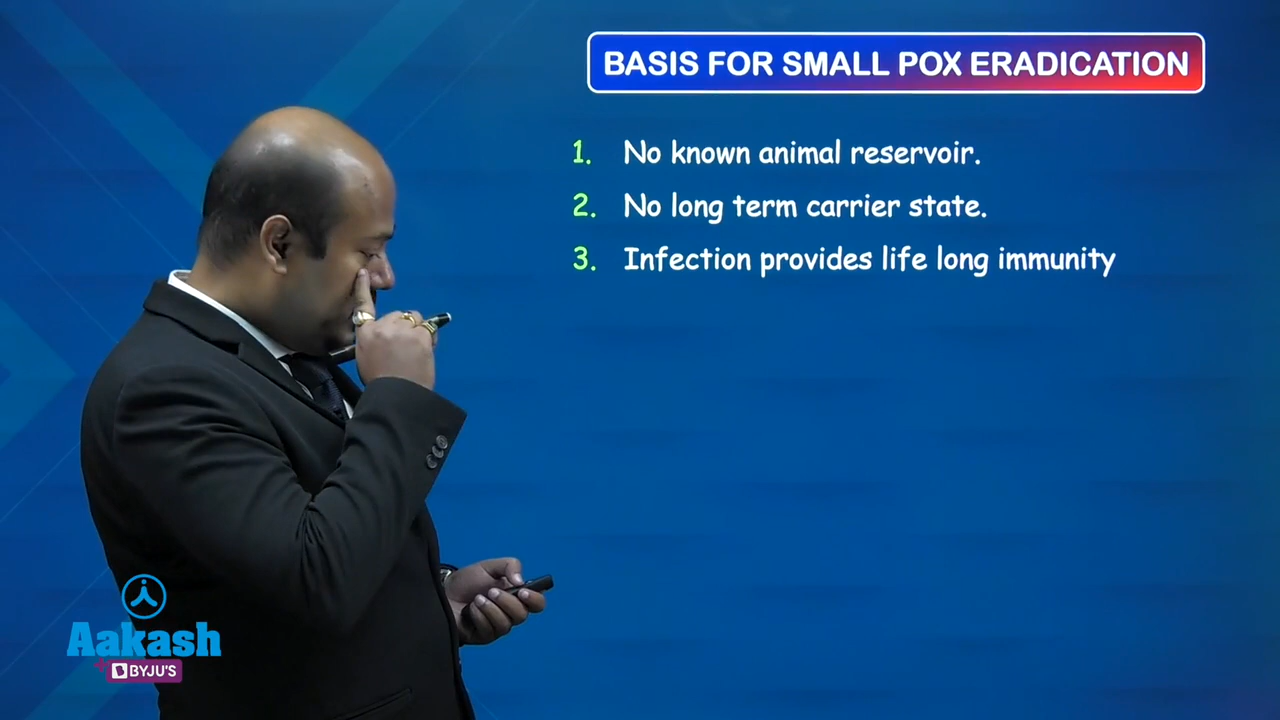 BASIS FOR SMALL POX ERADICATION
1. No known animal reservoir.
2. No long term carrier state.
3. Infection provides life long immunity
Aakash
+ BYJU'S